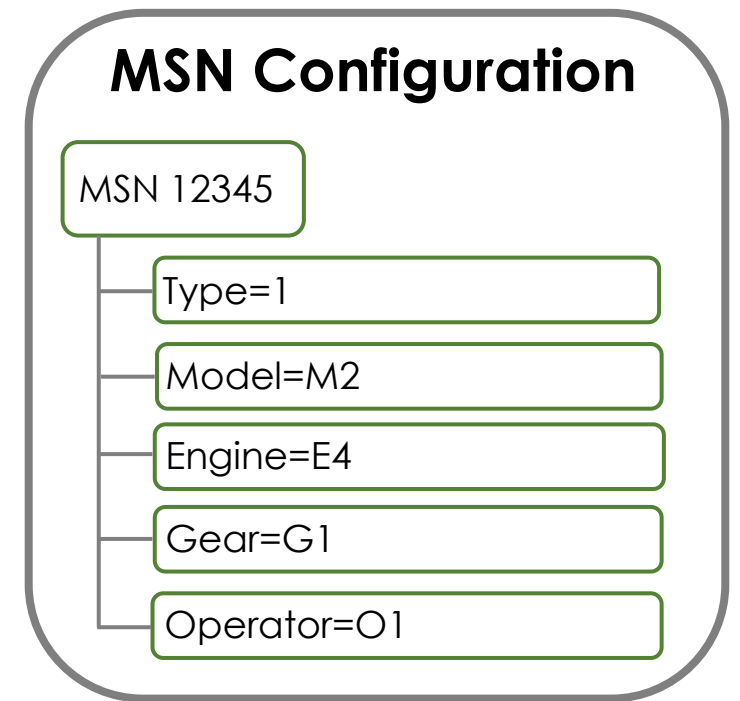 MSN Configuration
MSN 12345
Type=1
Model=M2
Engine=E4
Gear=G1
Operator=O1